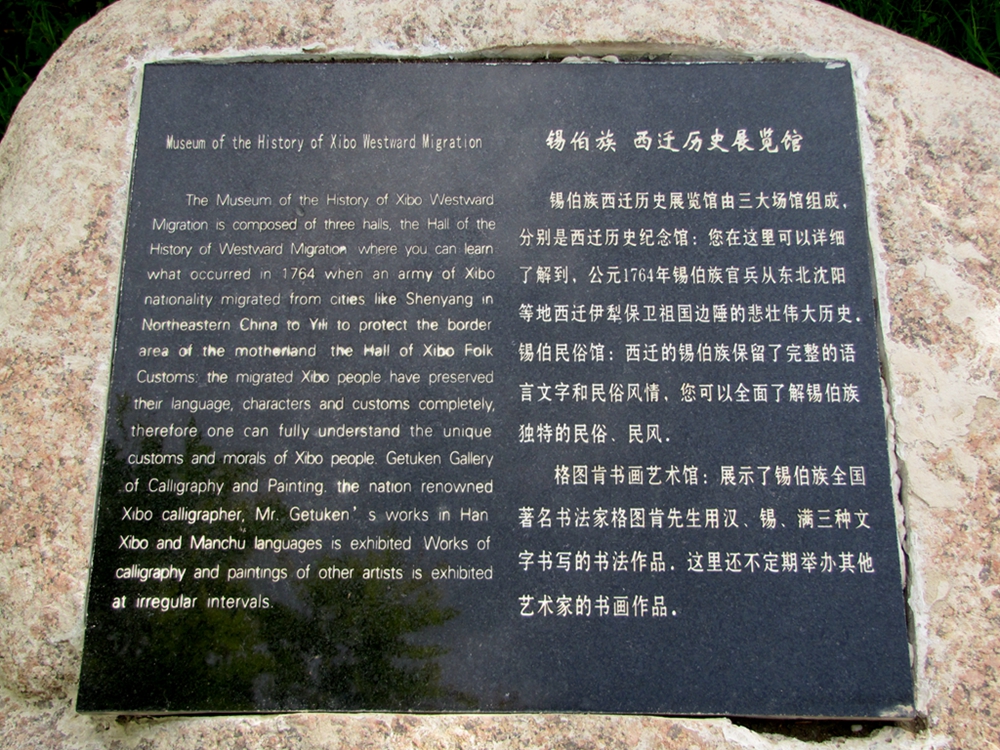 Museum of the History of Xibo Westward Migration
The Museum of the History of Xibo Westward
Migration is composed of three halls, the Hall of the
History of Westward Migration where you can learn
what occurred in 1764 when an army of Xibo
nationality migrated from cities like Shenyang in
Northeastern China to Yili to protect the border
area of the motherland the Hall of Xibo Folk
Customs: the migrated Xibo people have preserved
their language, characters and customs completely,
therefore one can fully understand the unique
customs and morals of Xibo people. Getuken Gallery
of Calligraphy and Painting. the nation renowned
Xibo calligrapher, Mr. Getuken's works in Han
Xibo and Manchu languages is exhibited Works of
calligraphy and paintings of other artists is exhibited
at irregular intervals.
锡伯族 西迁历史展览馆
锡伯族西迁历史展览馆由三大场馆组成，
分别是西迁历史纪念馆：您在这里可以详细
了解到，公元1764年锡伯族官兵从东北沈阳
等地西迁伊犁保卫祖国边陲的悲壮伟大历史．
锡伯民俗馆：西迁的锡伯族保留了完整的语
言文字和民俗风情，您可以全面了解锡伯族
独特的民俗、民风．
格图肯书画艺术馆：展示了锡伯族全国
著名书法家格图肯先生用汉、锡、满三种文
字书写的书法作品．这里还不定期举办其他
艺术家的书画作品．